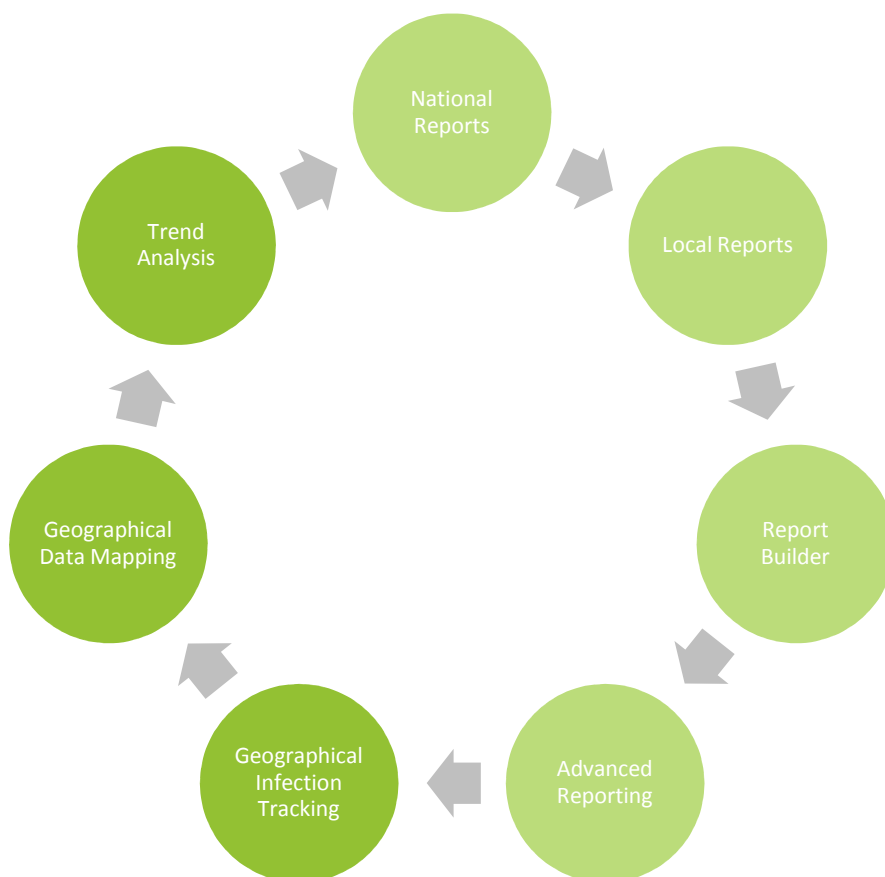 National
Reports
Local Reports
Report
Builder
Advanced
Reporting
Geographical
Infection
Tracking
Geographical
Data Mapping
Trend
Analysis